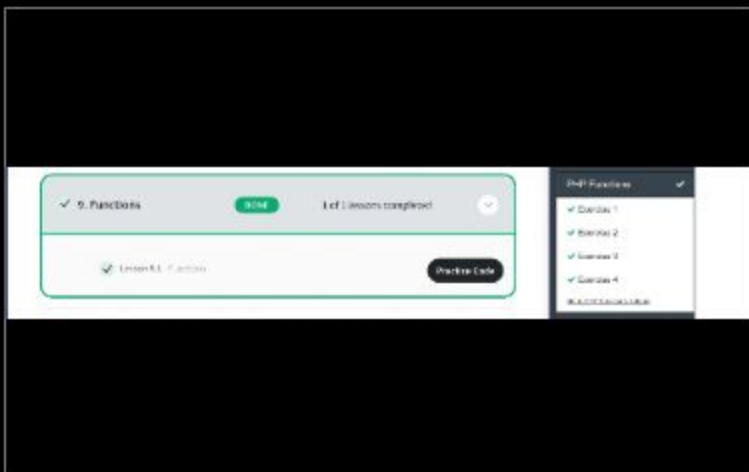 9. Functions
DONE
1 of 1 lessons completed
Lesson 9.1 Functions
Practice Code
PHP Functions
Exercise 1
Exercise 2
Exercise 3
Exercise 4